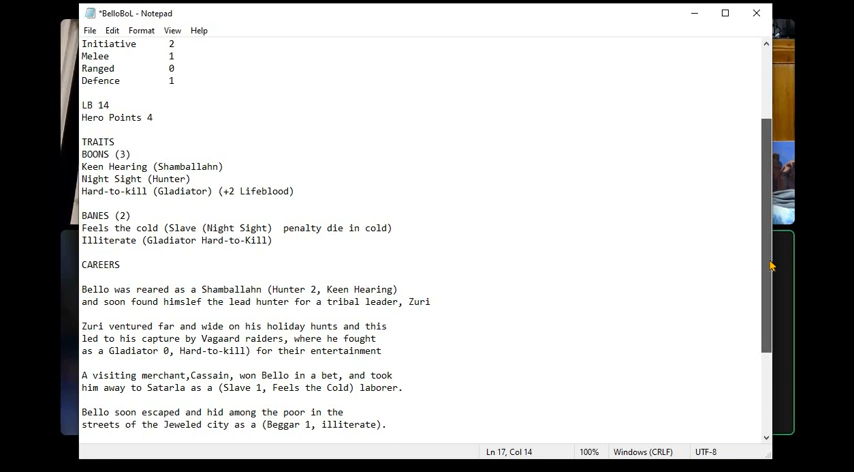 *BelloBoL - Notepad
File Edit Format View Help
Initiative 2
Melee 1
Ranged 0
Defence 1
LB 14
Hero Points 4
TRAITS
BOONS (3)
Keen Hearing (Shamballahn)
Night Sight (Hunter)
Hard-to-kill (Gladiator) (+2 Lifeblood)
BANES (2)
Feels the cold (Slave (Night Sight)  penalty die in cold)
Illiterate (Gladiator Hard-to-Kill)
CAREERS
Bello was reared as a Shamballahn (Hunter 2, Keen Hearing)
and soon found himslef the lead hunter for a tribal leader, Zuri
Zuri ventured far and wide on his holiday hunts and this
led to his capture by Vagaard raiders, where he fought
as a Gladiator 0, Hard-to-kill) for their entertainment
A visiting merchant,Cassain, won Bello in a bet, and took
him away to Satarla as a (Slave 1, Feels the Cold) laborer.
Bello soon escaped and hid among the poor in the
streets of the Jeweled city as a (Beggar 1, illiterate).
Ln 17, Col 14 100% Windows (CRLF) UTF-8